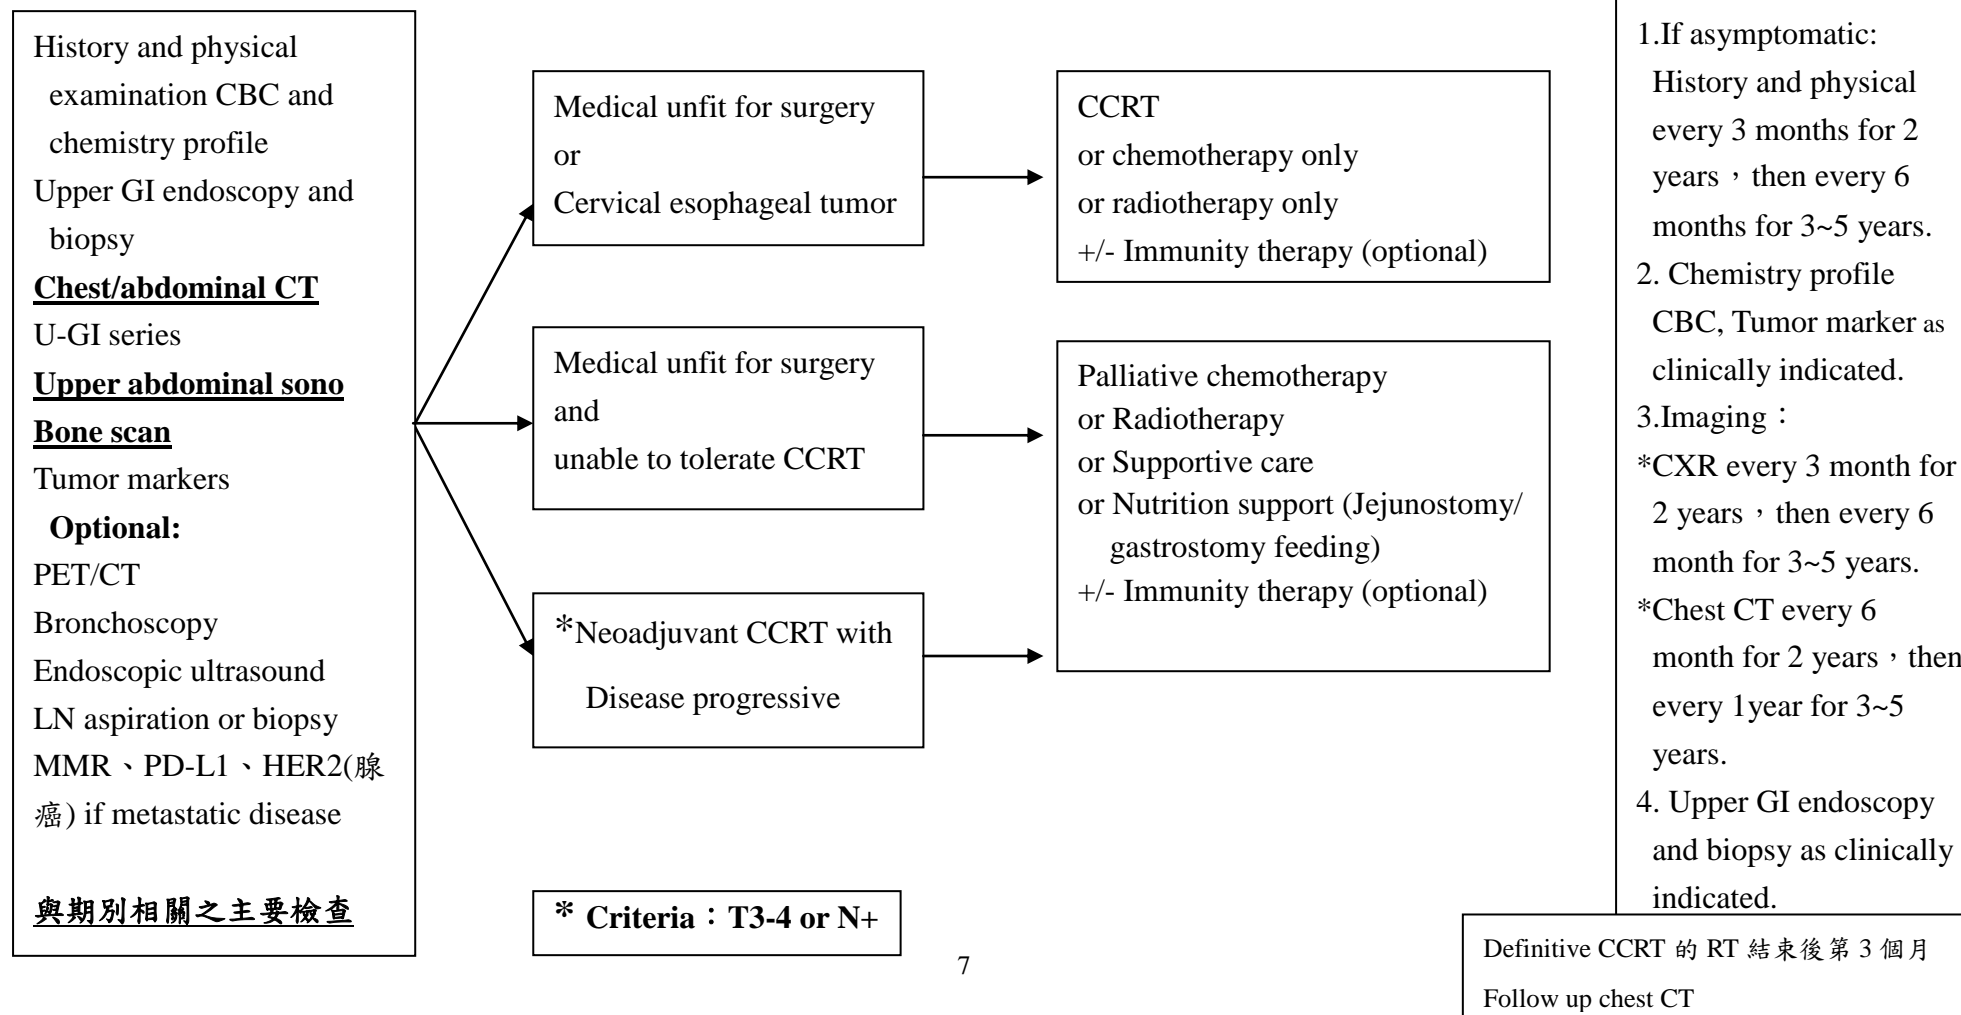 History and physical
examination CBC and
chemistry profile
Upper GI endoscopy and
biopsy
Chest/abdominal CT
U-GI series
Upper abdominal sono
Bone scan
Tumor markers
Optional:
PET/CT
Bronchoscopy
Endoscopic ultrasound
LN aspiration or biopsy
MMR、PD-L1、HER2(腺
癌) if metastatic disease
與期別相關之主要檢查
Medical unfit for surgery
or
Cervical esophageal tumor
Medical unfit for surgery
and
unable to tolerate CCRT
*Neoadjuvant CCRT with
Disease progressive
* Criteria：T3-4 or N+
CCRT
or chemotherapy only
or radiotherapy only
+/- Immunity therapy (optional)
Palliative chemotherapy
or Radiotherapy
or Supportive care
or Nutrition support (Jejunostomy/
gastrostomy feeding)
+/- Immunity therapy (optional)
1.If asymptomatic:
History and physical
every 3 months for 2
years，then every 6
months for 3~5 years.
2. Chemistry profile
CBC, Tumor marker as
clinically indicated.
3.Imaging：
*CXR every 3 month for
2 years，then every 6
month for 3~5 years.
*Chest CT every 6
month for 2 years，then
every 1year for 3~5
years.
4. Upper GI endoscopy
and biopsy as clinically
indicated.
Definitive CCRT 的 RT 結束後第 3 個月
Follow up chest CT
7